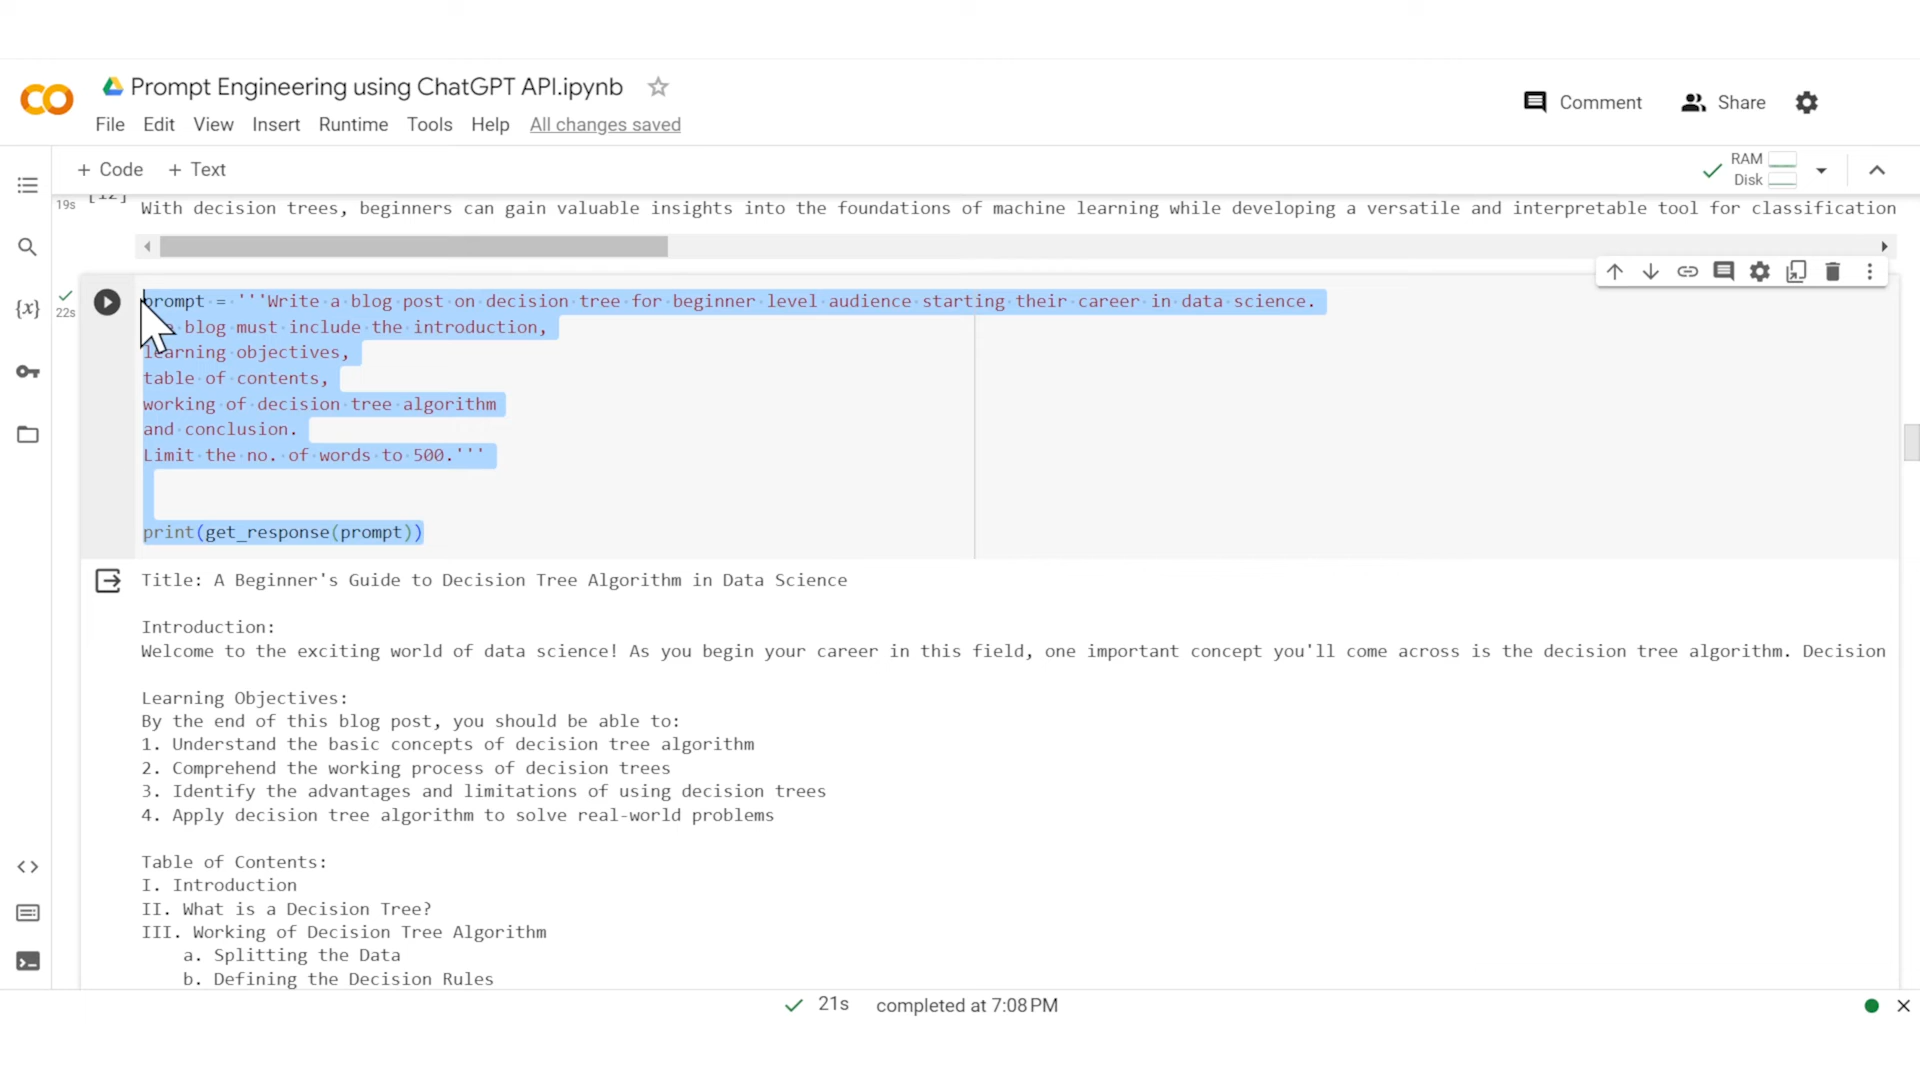 Prompt Engineering using ChatGPT API.ipynb
Comment
Share
File Edit View Insert Runtime Tools Help All changes saved
+ Code + Text
RAM
Disk
19s
With decision trees, beginners can gain valuable insights into the foundations of machine learning while developing a versatile and interpretable tool for classification
22s
{x}
prompt = '''Write a blog post on decision tree for beginner level audience starting their career in data science.
blog must include the introduction,
learning objectives,
table of contents,
working of decision tree algorithm
and conclusion.
Limit the no. of words to 500.'''
print(get_response(prompt))
Title: A Beginner's Guide to Decision Tree Algorithm in Data Science
Introduction:
Welcome to the exciting world of data science! As you begin your career in this field, one important concept you'll come across is the decision tree algorithm. Decision
Learning Objectives:
By the end of this blog post, you should be able to:
1. Understand the basic concepts of decision tree algorithm
2. Comprehend the working process of decision trees
3. Identify the advantages and limitations of using decision trees
4. Apply decision tree algorithm to solve real-world problems
Table of Contents:
I. Introduction
II. What is a Decision Tree?
III. Working of Decision Tree Algorithm
a. Splitting the Data
b. Defining the Decision Rules
21s completed at 7:08 PM